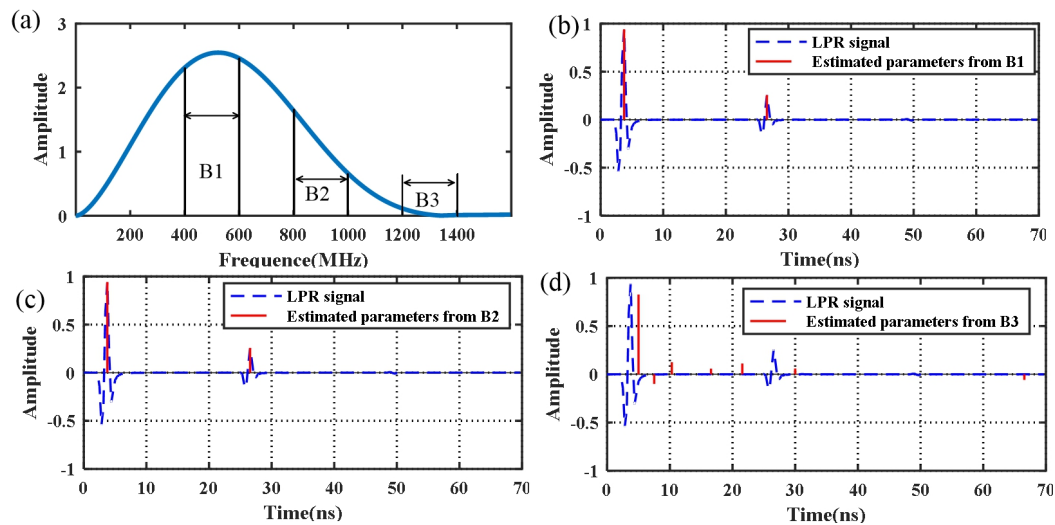 (a)
3
2
1
0
Amplitude
B1
B2
B3
200 400 600 800 1000 1200 1400
Frequence(MHz)
(b)
1
0.5
0
-0.5
-1
Amplitude
LPR signal
Estimated parameters from B1
0 10 20 30 40 50 60 70
Time(ns)
(c)
1
0.5
0
-0.5
-1
Amplitude
LPR signal
Estimated parameters from B2
0 10 20 30 40 50 60 70
Time(ns)
(d)
1
0.5
0
-0.5
-1
Amplitude
LPR signal
Estimated parameters from B3
0 10 20 30 40 50 60 70
Time(ns)